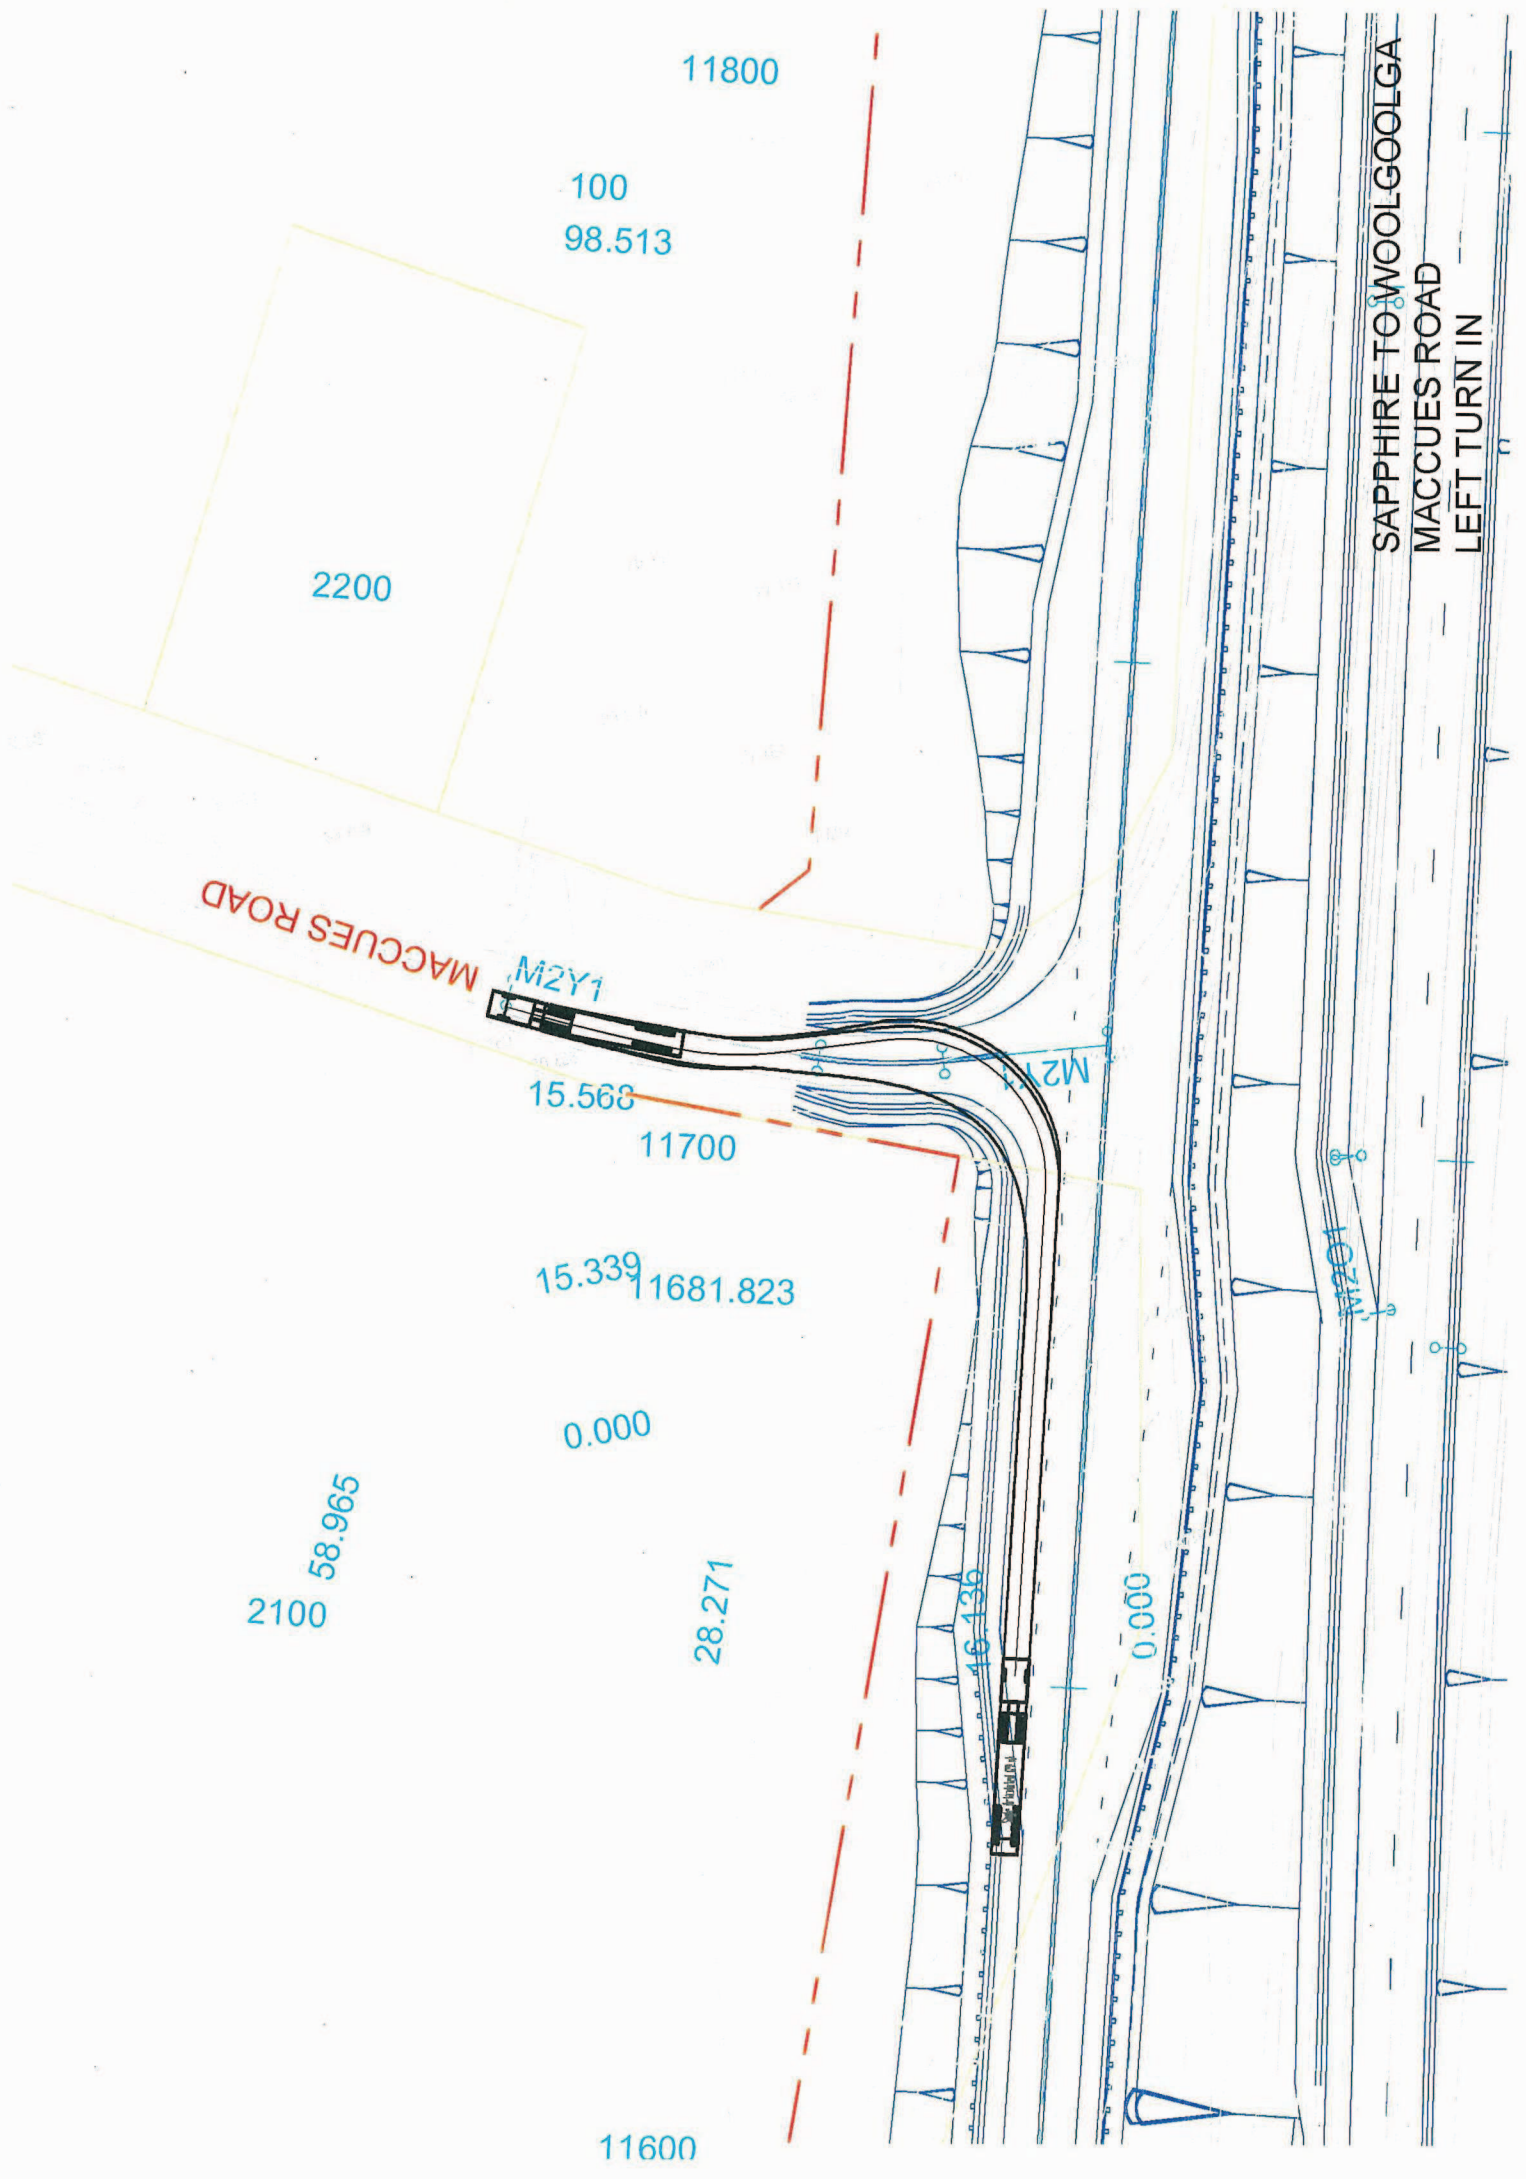 11800
100
98.513
SAPPHIRE TO WOOLGOOLGA
MACCUES ROAD
LEFT TURN IN
2200
MACCUES ROAD
M2Y1
M2Y1
15.568
11700
15.339
11681.823
M2O1
0.000
58.965
2100
28.271
16.136
0.000
11600